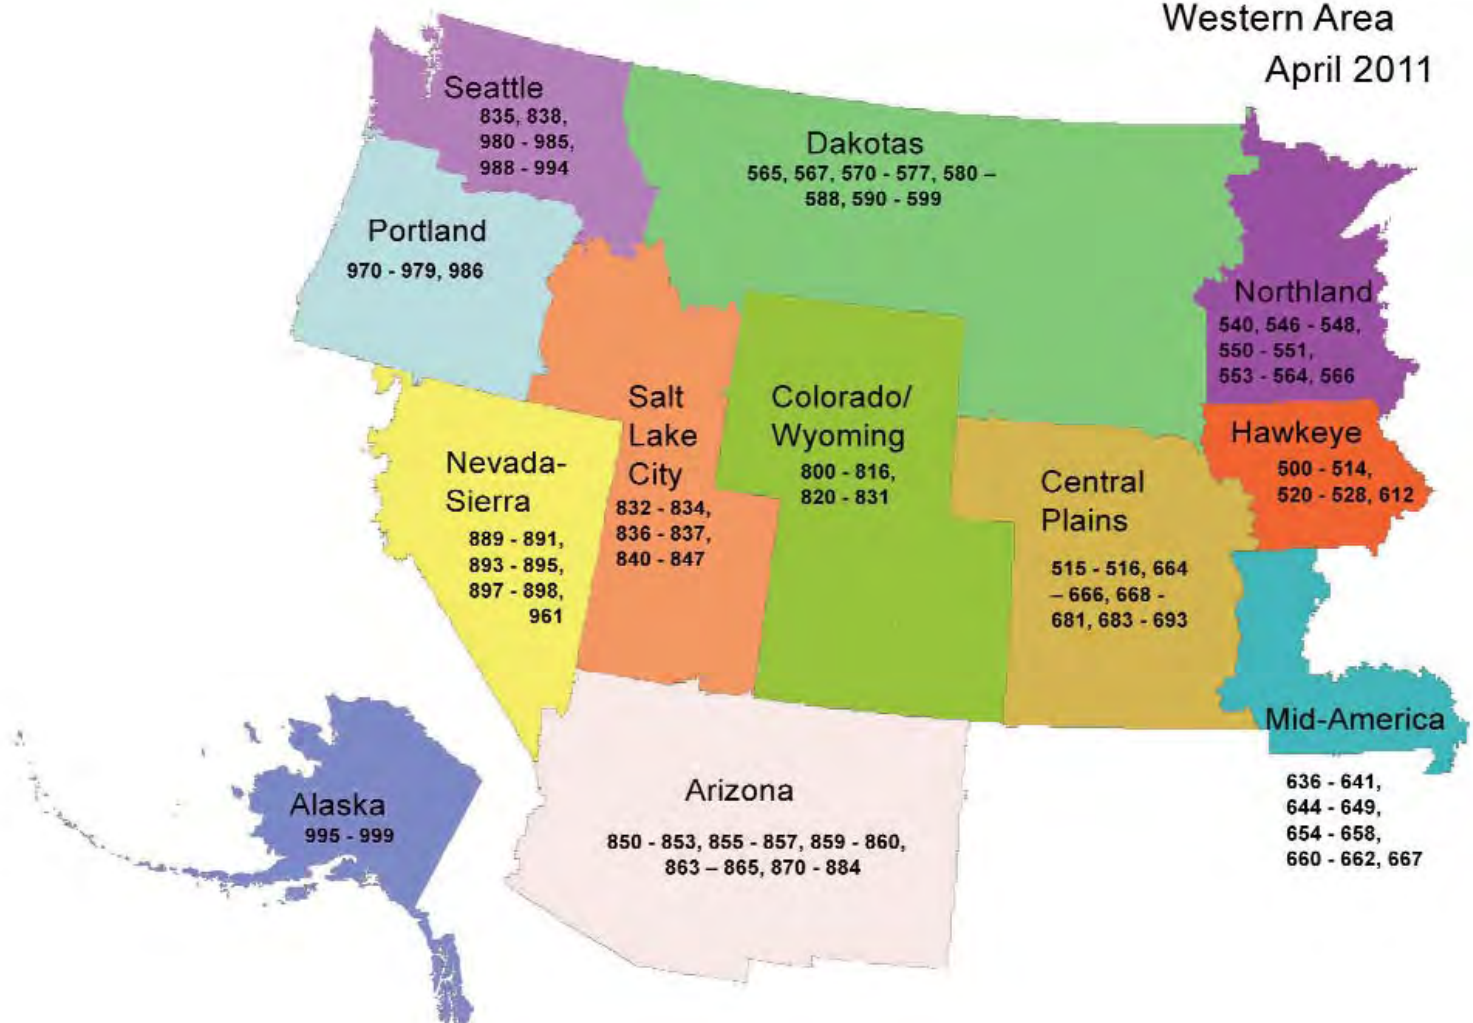 Western Area
April 2011
Seattle
835, 838,
980 - 985,
988 - 994
Dakotas
565, 567, 570 - 577, 580 –
588, 590 - 599
Portland
970 - 979, 986
Northland
540, 546 - 548,
550 - 551,
553 - 564, 566
Salt
Lake
City
832 - 834,
836 - 837,
840 - 847
Colorado/
Wyoming
800 - 816,
820 - 831
Hawkeye
500 - 514,
520 - 528, 612
Nevada-
Sierra
889 - 891,
893 - 895,
897 - 898,
961
Central
Plains
515 - 516, 664
– 666, 668 -
681, 683 - 693
Mid-America
636 - 641,
644 - 649,
654 - 658,
660 - 662, 667
Alaska
995 - 999
Arizona
850 - 853, 855 - 857, 859 - 860,
863 – 865, 870 - 884